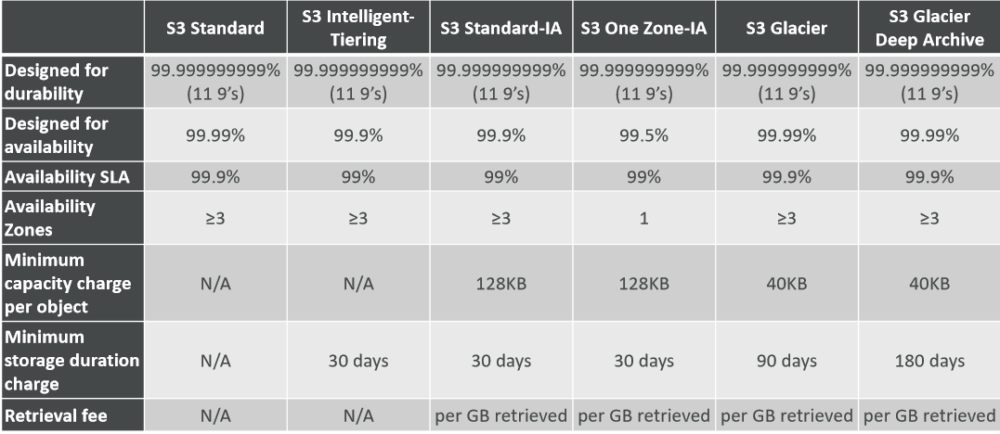 S3 Standard S3 Intelligent-Tiering S3 Standard-IA S3 One Zone-IA S3 Glacier S3 Glacier Deep Archive
Designed for durability 99.999999999% (11 9’s) 99.999999999% (11 9’s) 99.999999999% (11 9’s) 99.999999999% (11 9’s) 99.999999999% (11 9’s) 99.999999999% (11 9’s)
Designed for availability 99.99% 99.9% 99.9% 99.5% 99.99% 99.99%
Availability SLA 99.9% 99% 99% 99% 99.9% 99.9%
Availability Zones ≥3 ≥3 ≥3 1 ≥3 ≥3
Minimum capacity charge per object N/A N/A 128KB 128KB 40KB 40KB
Minimum storage duration charge N/A 30 days 30 days 30 days 90 days 180 days
Retrieval fee N/A N/A per GB retrieved per GB retrieved per GB retrieved per GB retrieved